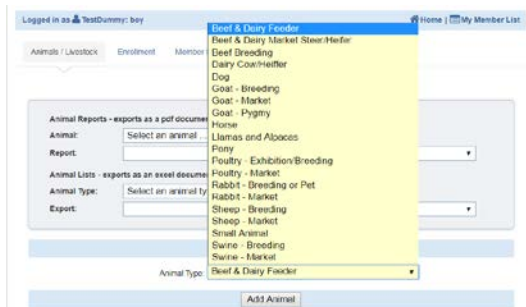 Logged in as TestDummy: boy
Home | My Member List
Animals / Livestock Enrollment Member
Animal Reports - exports as a pdf documen
Animal: Select an animal ...
Report:
Animal Lists - exports as an excel documen
Animal Type: Select an animal ty
Export:
Beef & Dairy Feeder
Beef & Dairy Market Steer/Heifer
Beef Breeding
Dairy Cow/Heiffer
Dog
Goat - Breeding
Goat - Market
Goat - Pygmy
Horse
Llamas and Alpacas
Pony
Poultry - Exhibition/Breeding
Poultry - Market
Rabbit - Breeding or Pet
Rabbit - Market
Sheep - Breeding
Sheep - Market
Small Animal
Swine - Breeding
Swine - Market
Animal Type: Beef & Dairy Feeder
Add Animal